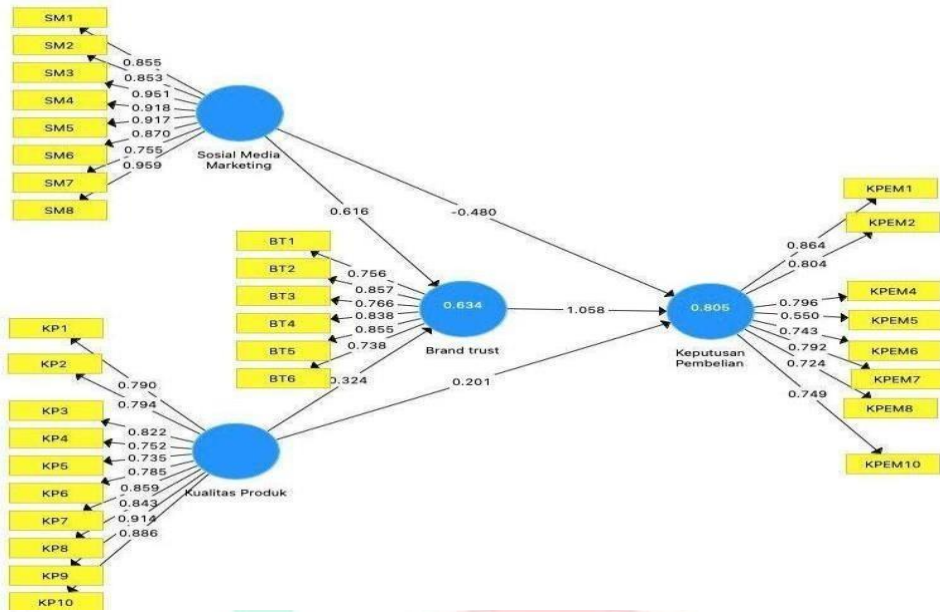 SM1
SM2
SM3
SM4
SM5
SM6
SM7
SM8
0.855
0.853
0.951
0.918
0.917
0.870
0.755
0.959
Sosial Media
Marketing
0.616
-0.480
BT1
BT2
BT3
BT4
BT5
BT6
0.756
0.857
0.766
0.838
0.855
0.738
0.634
Brand trust
1.058
0.324
0.201
KP1
KP2
KP3
KP4
KP5
KP6
KP7
KP8
KP9
KP10
0.790
0.794
0.822
0.752
0.735
0.785
0.859
0.843
0.914
0.886
Kualitas Produk
0.805
Keputusan
Pembelian
KPEM1
KPEM2
KPEM4
KPEM5
KPEM6
KPEM7
KPEM8
KPEM10
0.864
0.804
0.796
0.550
0.743
0.792
0.724
0.749